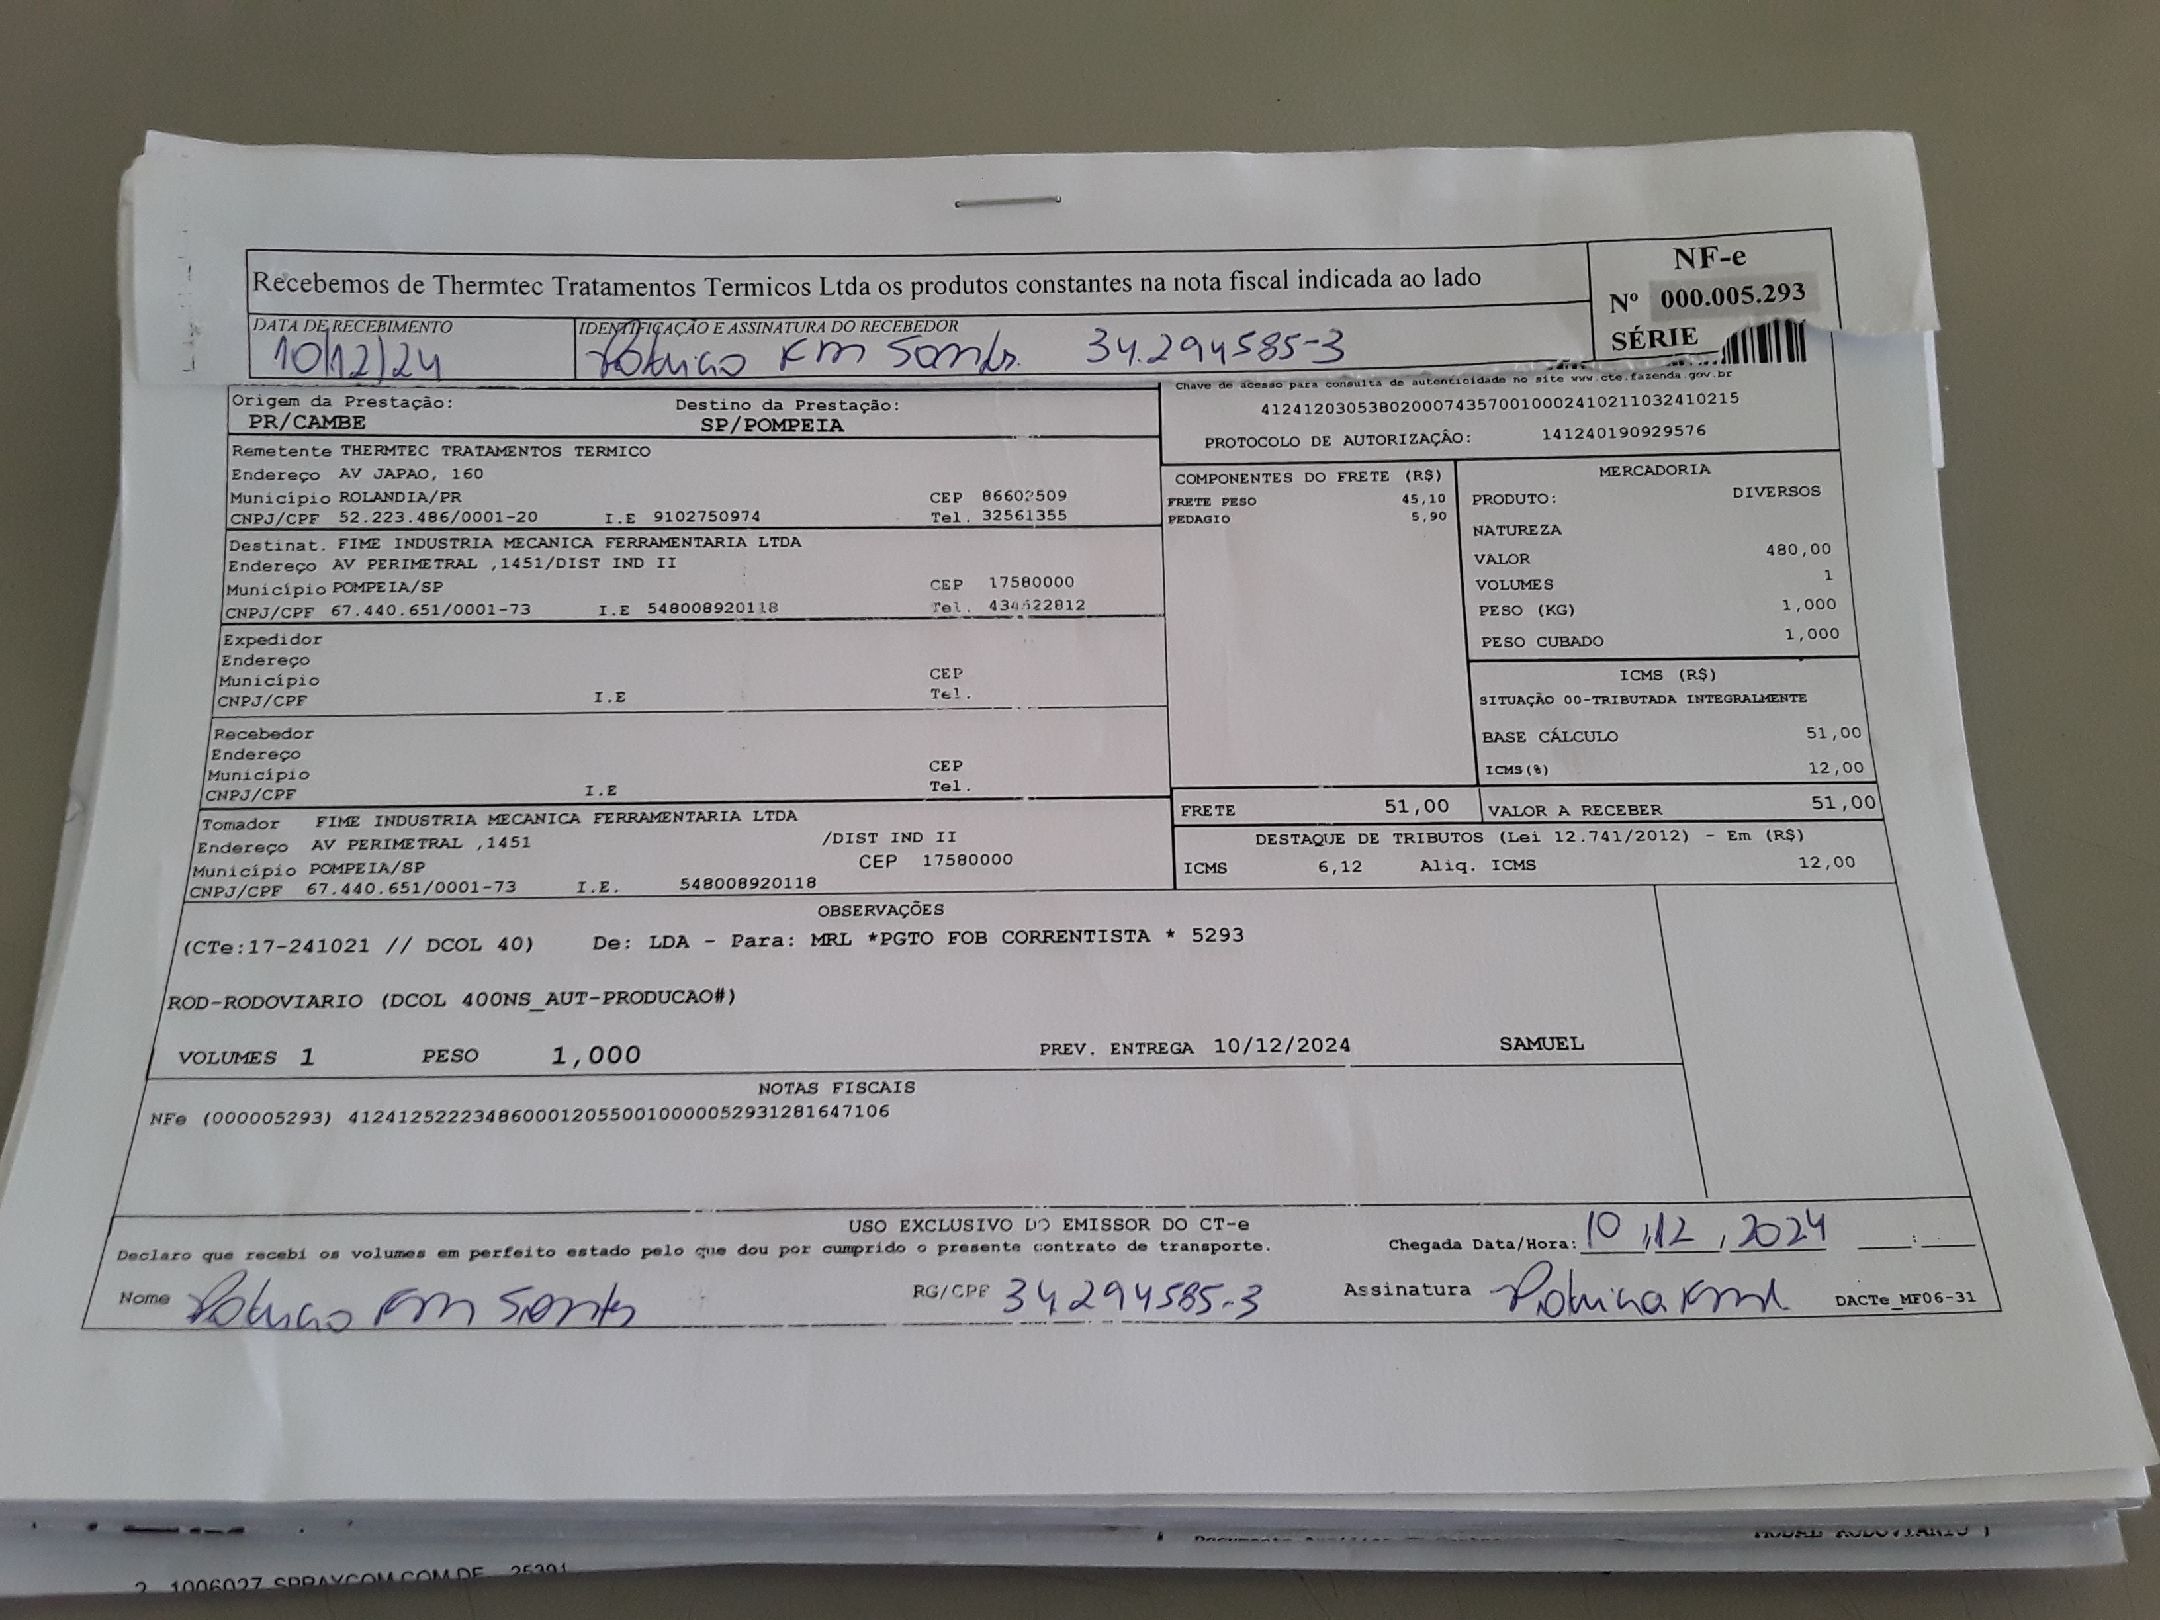 Recebemos de Thermtec Tratamentos Termicos Ltda os produtos constantes na nota fiscal indicada ao lado
NF-e
Nº 000.005.293
SÉRIE
DATA DE RECEBIMENTO
IDENTIFICAÇÃO E ASSINATURA DO RECEBEDOR
10/12/24
34.294585-3
Chave de acesso para consulta de autenticidade no site www.cte.fazenda.gov.br
41241203053802000743570010002410211032410215
PROTOCOLO DE AUTORIZAÇÃO: 141240190929576
Origem da Prestação: Destino da Prestação:
PR/CAMBE SP/POMPEIA
Remetente THERMTEC TRATAMENTOS TERMICO
Endereço AV JAPAO, 160
Município ROLANDIA/PR CEP 86602509
CNPJ/CPF 52.223.486/0001-20 I.E 9102750974 Tel. 32561355
Destinat. FIME INDUSTRIA MECANICA FERRAMENTARIA LTDA
Endereço AV PERIMETRAL ,1451/DIST IND II
Município POMPEIA/SP CEP 17580000
CNPJ/CPF 67.440.651/0001-73 I.E 548008920118 Tel.
Expedidor
Endereço
Município CEP
CNPJ/CPF I.E Tel.
Recebedor
Endereço
Município CEP
CNPJ/CPF I.E Tel.
Tomador FIME INDUSTRIA MECANICA FERRAMENTARIA LTDA
Endereço AV PERIMETRAL ,1451 /DIST IND II
Município POMPEIA/SP CEP 17580000
CNPJ/CPF 67.440.651/0001-73 I.E. 548008920118
COMPONENTES DO FRETE (R$)
FRETE PESO 45,10
PEDAGIO 5,90
MERCADORIA
PRODUTO: DIVERSOS
NATUREZA
VALOR 480,00
VOLUMES 1
PESO (KG) 1,000
PESO CUBADO 1,000
ICMS (R$)
SITUAÇÃO 00-TRIBUTADA INTEGRALMENTE
BASE CÁLCULO 51,00
ICMS(%) 12,00
FRETE 51,00 VALOR A RECEBER 51,00
DESTAQUE DE TRIBUTOS (Lei 12.741/2012) - Em (R$)
ICMS 6,12 Aliq. ICMS 12,00
OBSERVAÇÕES
(CTe:17-241021 // DCOL 40) De: LDA - Para: MRL *PGTO FOB CORRENTISTA * 5293
ROD-RODOVIARIO (DCOL 400NS_AUT-PRODUCAO#)
VOLUMES 1 PESO 1,000 PREV. ENTREGA 10/12/2024 SAMUEL
NOTAS FISCAIS
NFe (000005293) 41241252223486000120550010000052931281647106
USO EXCLUSIVO DO EMISSOR DO CT-e
Declaro que recebi os volumes em perfeito estado pelo que dou por cumprido o presente contrato de transporte.
Chegada Data/Hora: 10,12,2024 :
Nome RG/CPF 34294585-3 Assinatura DACTe_MF06-31